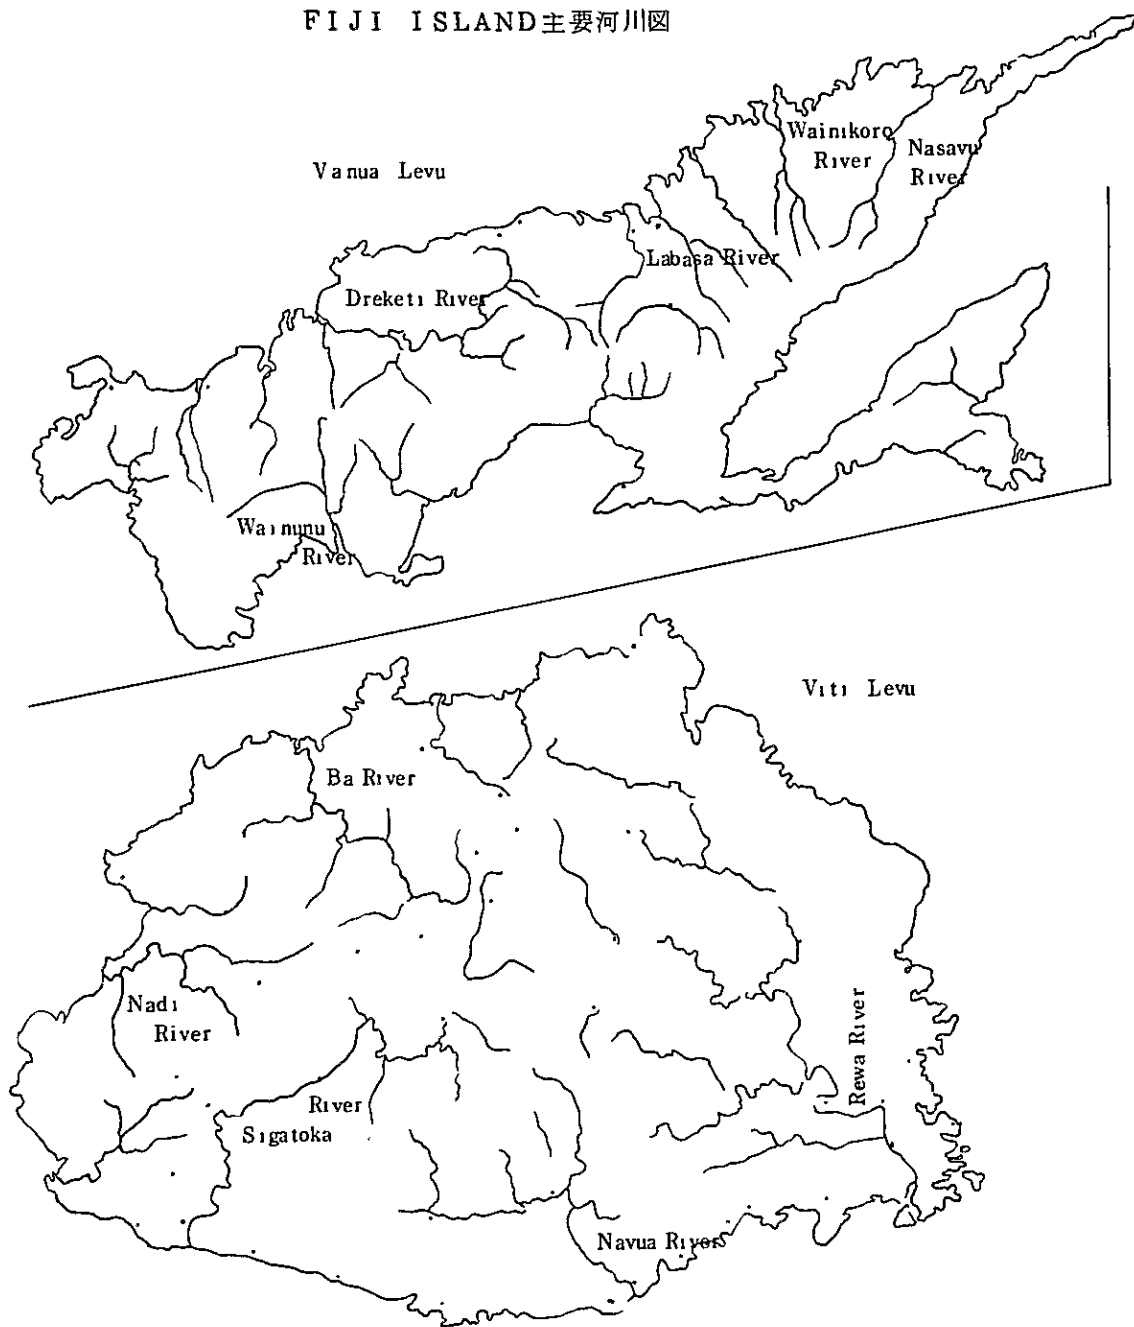 FIJI ISLAND主要河川図
Vanua Levu
Wainikoro
River
Nasavu
River
Labasa River
Dreketi River
Wainunu
River
Viti Levu
Ba River
Nadi
River
Rewa River
River
Sigatoka
Navua River